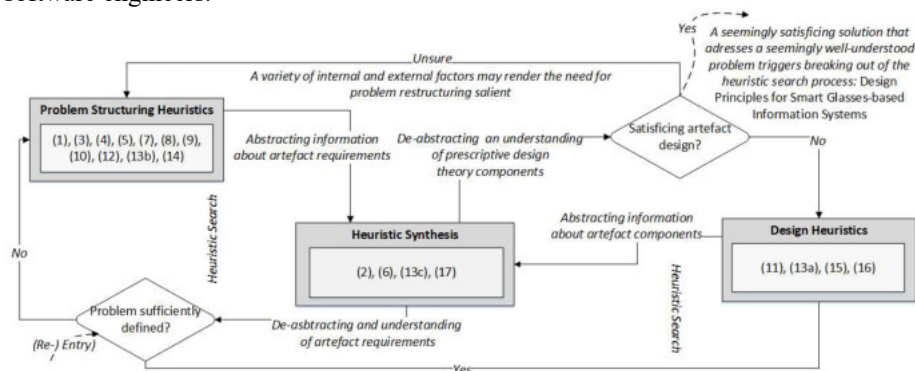 software engineers.
Yes
A seemingly satisficing solution that
adresses a seemingly well-understood
problem triggers breaking out of the
heuristic search process: Design
Principles for Smart Glasses-based
Information Systems
Unsure
A variety of internal and external factors may render the need for
problem restructuring salient
Problem Structuring Heuristics
(1), (3), (4), (5), (7), (8), (9),
(10), (12), (13b), (14)
Abstracting information
about artefact requirements
De-abstracting an understanding
of prescriptive design
theory components
Satisficing artefact
design?
No
Heuristic Search
Abstracting information
about artefact components
Heuristic Synthesis
(2), (6), (13c), (17)
Design Heuristics
(11), (13a), (15), (16)
No
Heuristic Search
Problem sufficiently
defined?
De-asbtracting and understanding
of artefact requirements
(Re-) Entry)
Yes